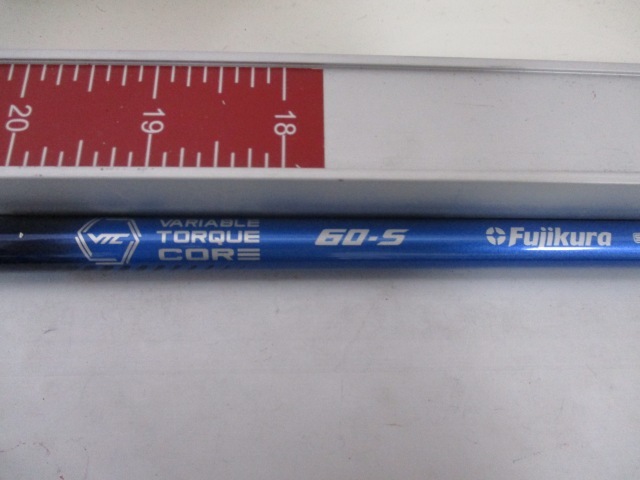 20 19 18
VTC
VARIABLE
TORQUE
CORE
60-S
Fujikura